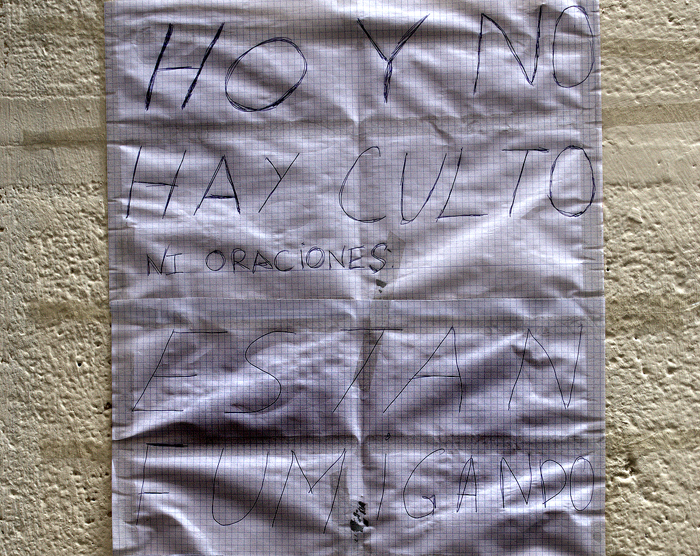 HOY NO
HAY CULTO
NI ORACIONES.
ESTAN
FUMIGANDO